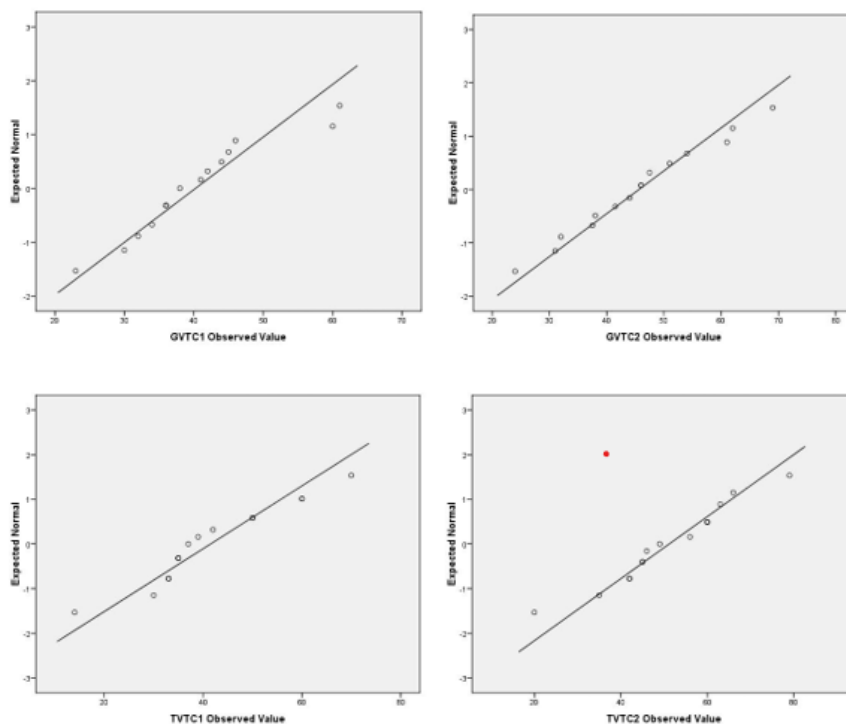 3
2
1
0
-1
-2
Expected Normal
20 30 40 50 60 70
GVTC1 Observed Value
3
2
1
0
-1
-2
Expected Normal
20 30 40 50 60 70 80
GVTC2 Observed Value
3
2
1
0
-1
-2
-3
Expected Normal
20 40 60 80
TVTC1 Observed Value
3
2
1
0
-1
-2
-3
Expected Normal
20 40 60 80
TVTC2 Observed Value